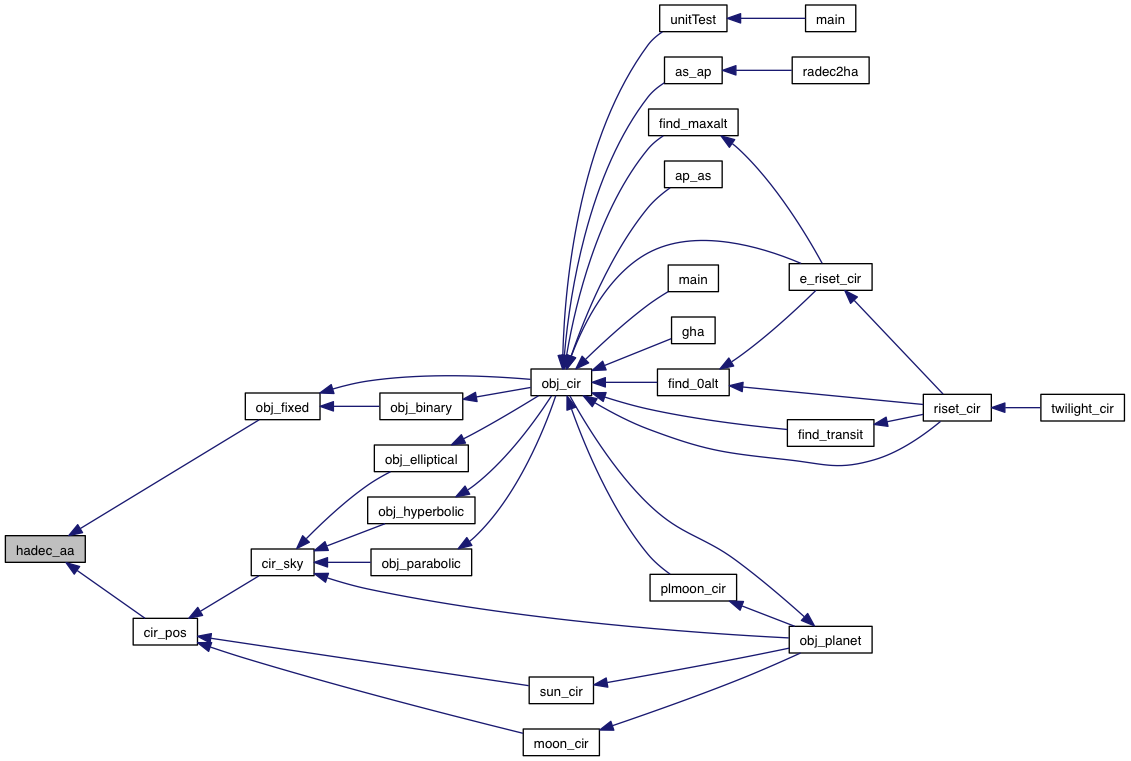 unitTest
main
as_ap
radec2ha
find_maxalt
ap_as
e_riset_cir
main
gha
obj_cir
find_0alt
obj_fixed
obj_binary
riset_cir
twilight_cir
find_transit
obj_elliptical
obj_hyperbolic
hadec_aa
cir_sky
obj_parabolic
plmoon_cir
cir_pos
obj_planet
sun_cir
moon_cir